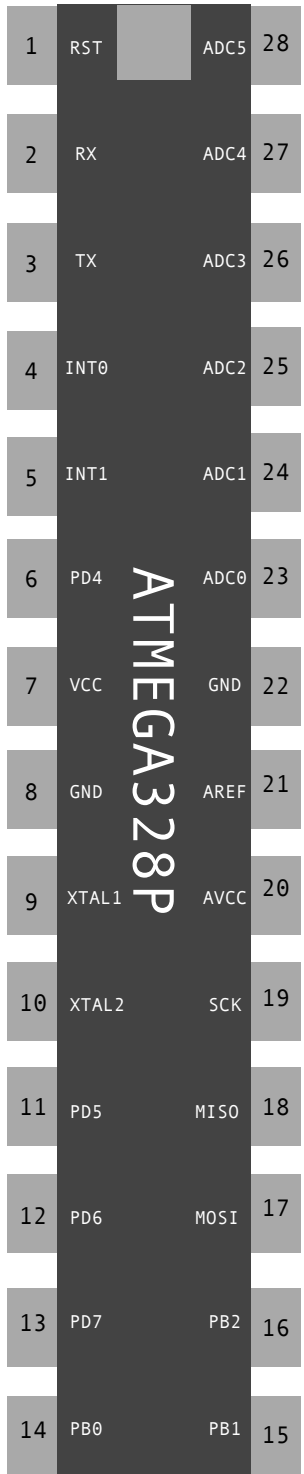 1 RST ADC5 28
2 RX ADC4 27
3 TX ADC3 26
4 INT0 ADC2 25
5 INT1 ADC1 24
6 PD4 ADC0 23
7 VCC GND 22
8 GND AREF 21
9 XTAL1 AVCC 20
10 XTAL2 SCK 19
11 PD5 MISO 18
12 PD6 MOSI 17
13 PD7 PB2 16
14 PB0 PB1 15
ATMEGA328P